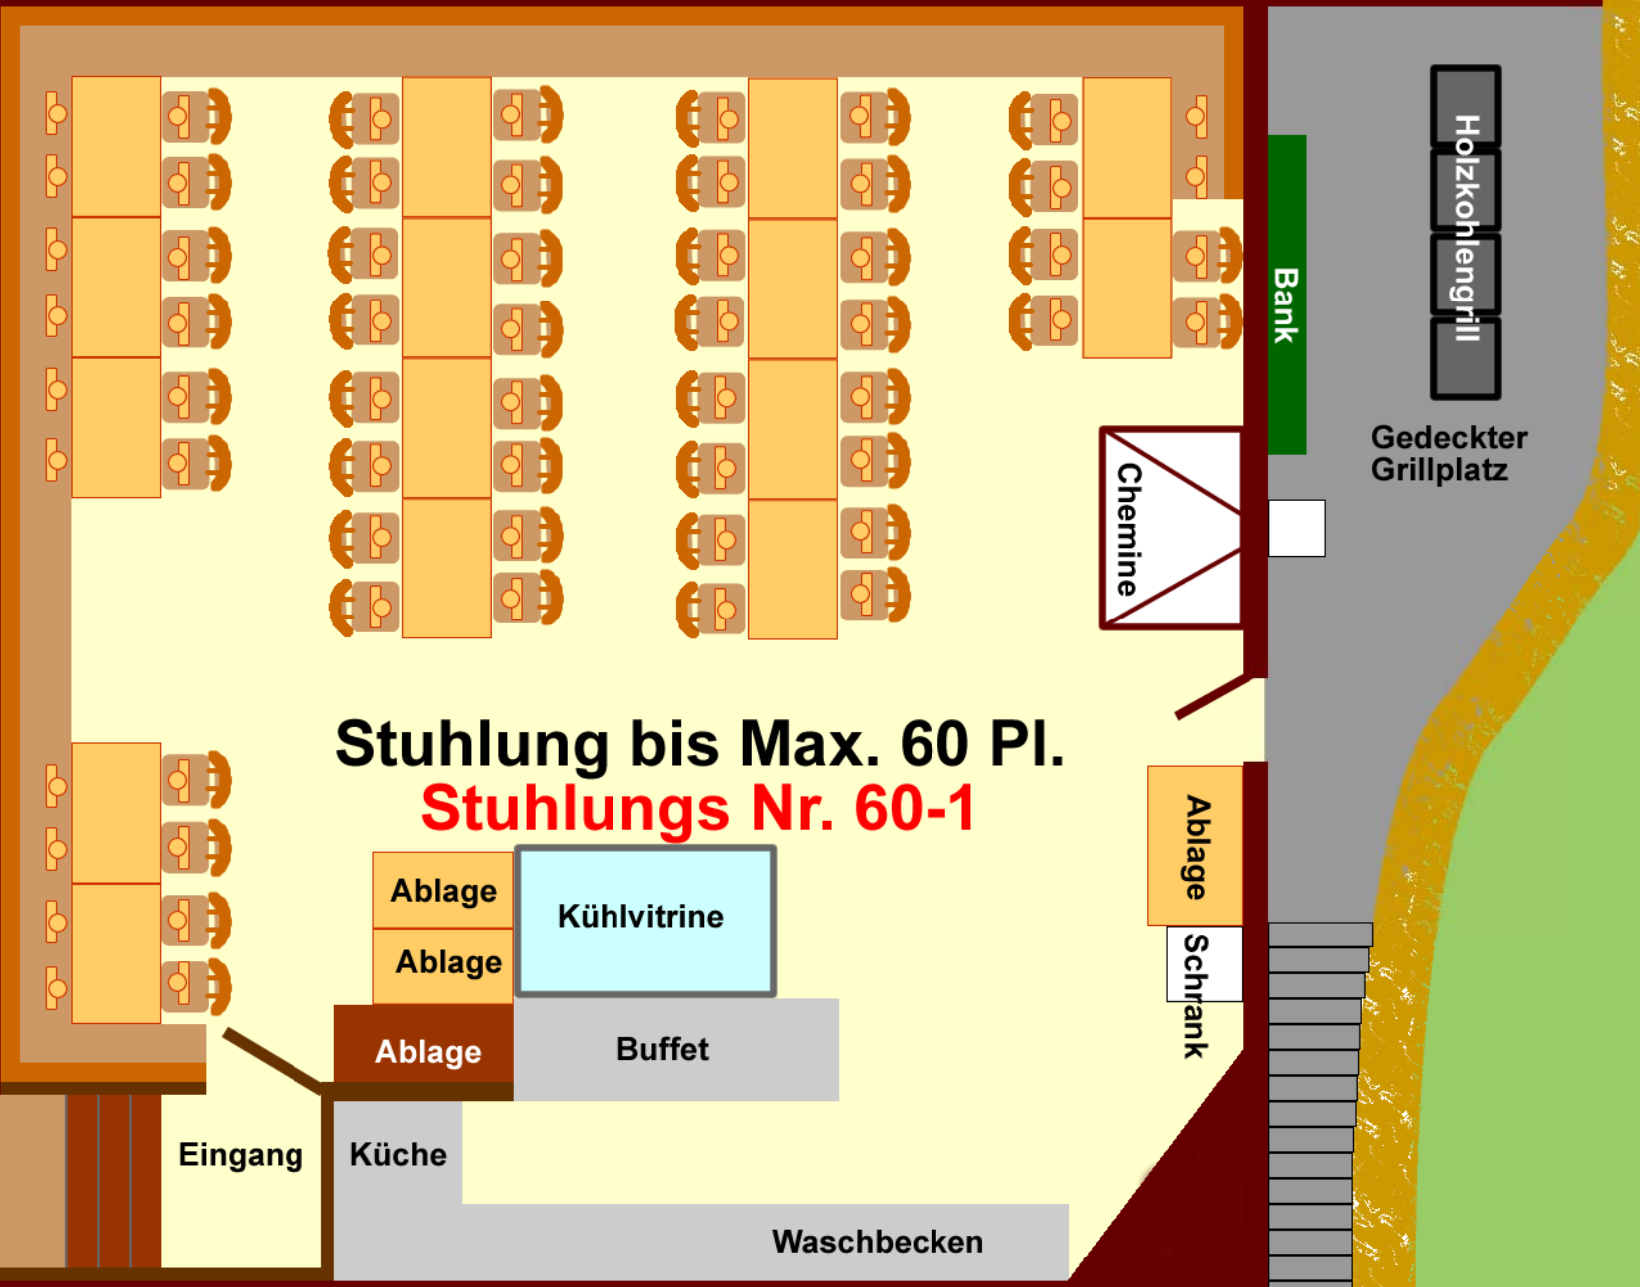 Holzkohlengrill
Bank
Gedeckter
Grillplatz
Chemine
Stuhlung bis Max. 60 Pl.
Stuhlungs Nr. 60-1
Ablage
Ablage
Kühlvitrine
Ablage
Schrank
Ablage
Buffet
Eingang
Küche
Waschbecken